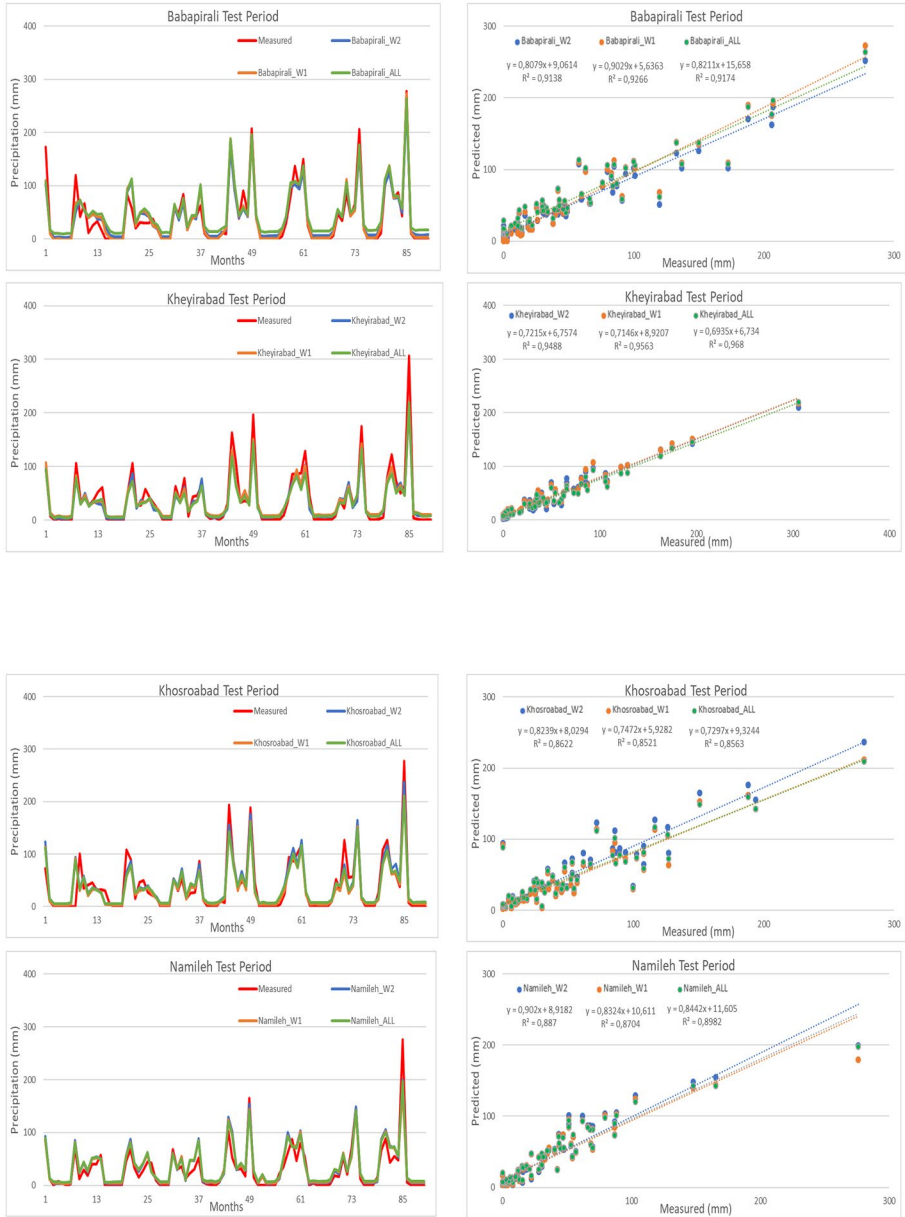 Babapirali Test Period
400
Measured
Babapirali_W2
Babapirali_W1
Babapirali_ALL
300
200
100
0
Precipitation (mm)
1 13 25 37 49 61 73 85
Months
Babapirali Test Period
300
Babapirali_W2 Babapirali_W1 Babapirali_ALL
y = 0,8079x + 9,0614 y = 0,9029x + 5,6363 y = 0,8211x + 15,658
R² = 0,9138 R² = 0,9266 R² = 0,9174
200
100
0
Predicted (mm)
0 100 200 300
Measured (mm)
Kheyirabad Test Period
400
Measured
Kheyirabad_W2
Kheyirabad_W1
Kheyirabad_ALL
300
200
100
0
Precipitation (mm)
1 13 25 37 49 61 73 85
Months
Kheyirabad Test Period
400
Kheyirabad_W2 Kheyirabad_W1 Kheyirabad_ALL
y = 0,7215x + 6,7574 y = 0,7146x + 8,9207 y = 0,6935x + 6,734
R² = 0,9488 R² = 0,9563 R² = 0,968
300
200
100
0
Predicted (mm)
0 100 200 300 400
Measured (mm)
Khosroabad Test Period
400
Measured
Khosroabad_W2
Khosroabad_W1
Khosroabad_ALL
300
200
100
0
Precipitation (mm)
1 13 25 37 49 61 73 85
Months
Khosroabad Test Period
300
Khosroabad_W2 Khosroabad_W1 Khosroabad_ALL
y = 0,8239x + 8,0294 y = 0,7472x + 5,9282 y = 0,7297x + 9,3244
R² = 0,8622 R² = 0,8521 R² = 0,8563
200
100
0
Predicted (mm)
0 100 200 300
Measured (mm)
Namileh Test Period
400
Measured
Namileh_W2
Namileh_W1
Namileh_ALL
300
200
100
0
Precipitation (mm)
1 13 25 37 49 61 73 85
Months
Namileh Test Period
300
Namileh_W2 Namileh_W1 Namileh_ALL
y = 0,902x + 8,9182 y = 0,8324x + 10,611 y = 0,8442x + 11,605
R² = 0,887 R² = 0,8704 R² = 0,8982
200
100
0
Predicted (mm)
0 100 200 300
Measured (mm)